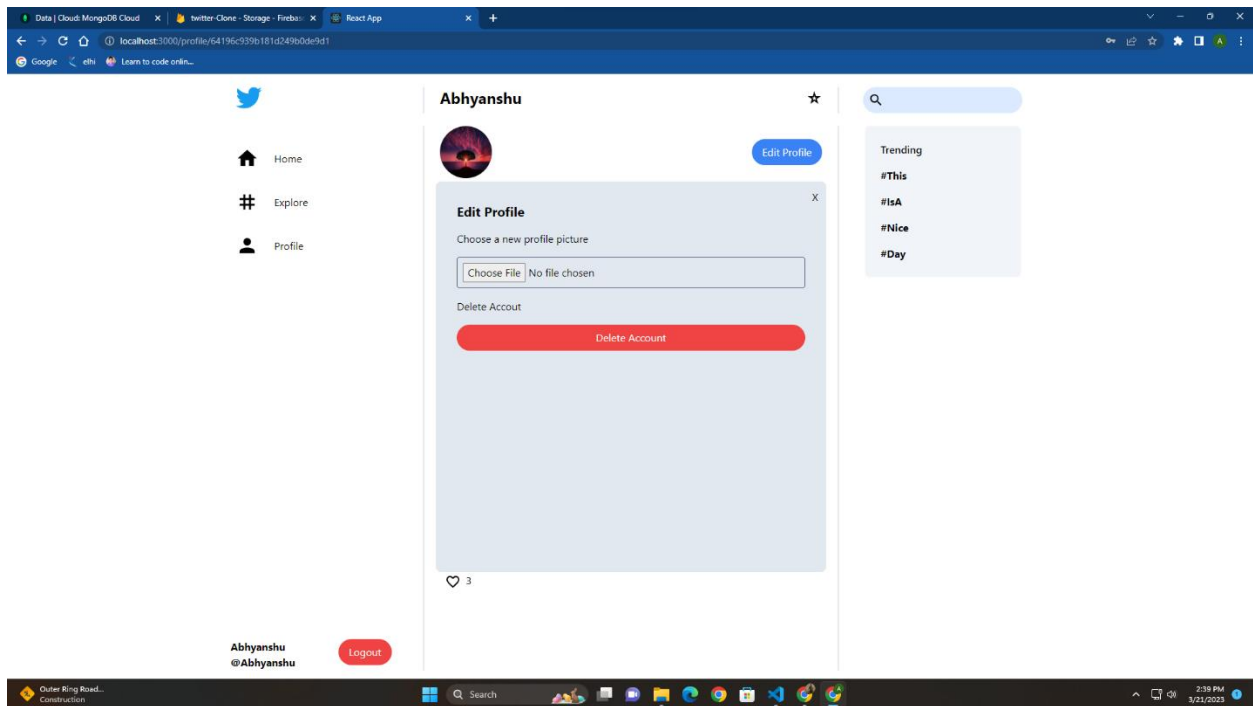 Data | Cloud: MongoDB Cloud
twitter-Clone - Storage - Firebas
React App
localhost:3000/profile/64196c939b181d249b0de9d1
Google
elhi
Learn to code onlin...
Abhyanshu
Home
Explore
Profile
Edit Profile
X
Edit Profile
Choose a new profile picture
Choose File No file chosen
Delete Accout
Delete Account
3
Trending
#This
#IsA
#Nice
#Day
Abhyanshu
@Abhyanshu
Logout
Outer Ring Road...
Construction
Search
2:39 PM
3/21/2023
A
1